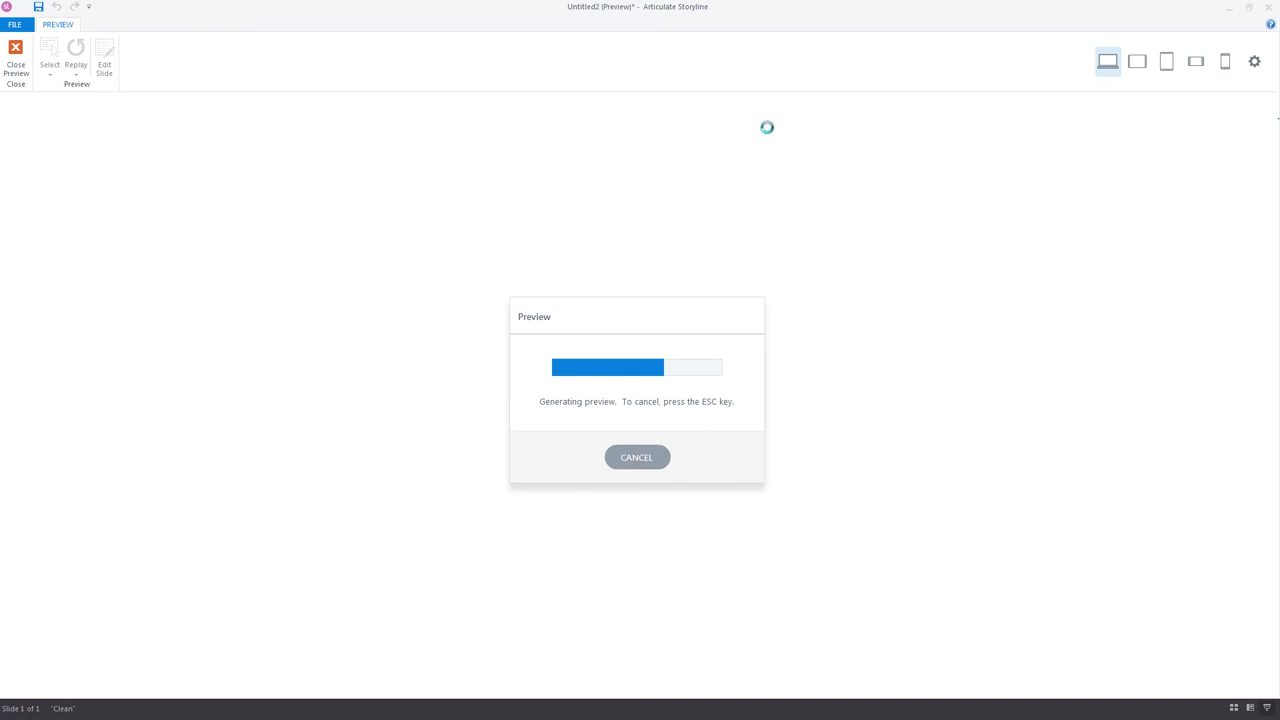 sl
Untitled2 (Preview)* - Articulate Storyline
FILE
PREVIEW
Close Preview
Select
Replay
Edit Slide
Close
Preview
Preview
Generating preview. To cancel, press the ESC key.
CANCEL
Slide 1 of 1 "Clean"